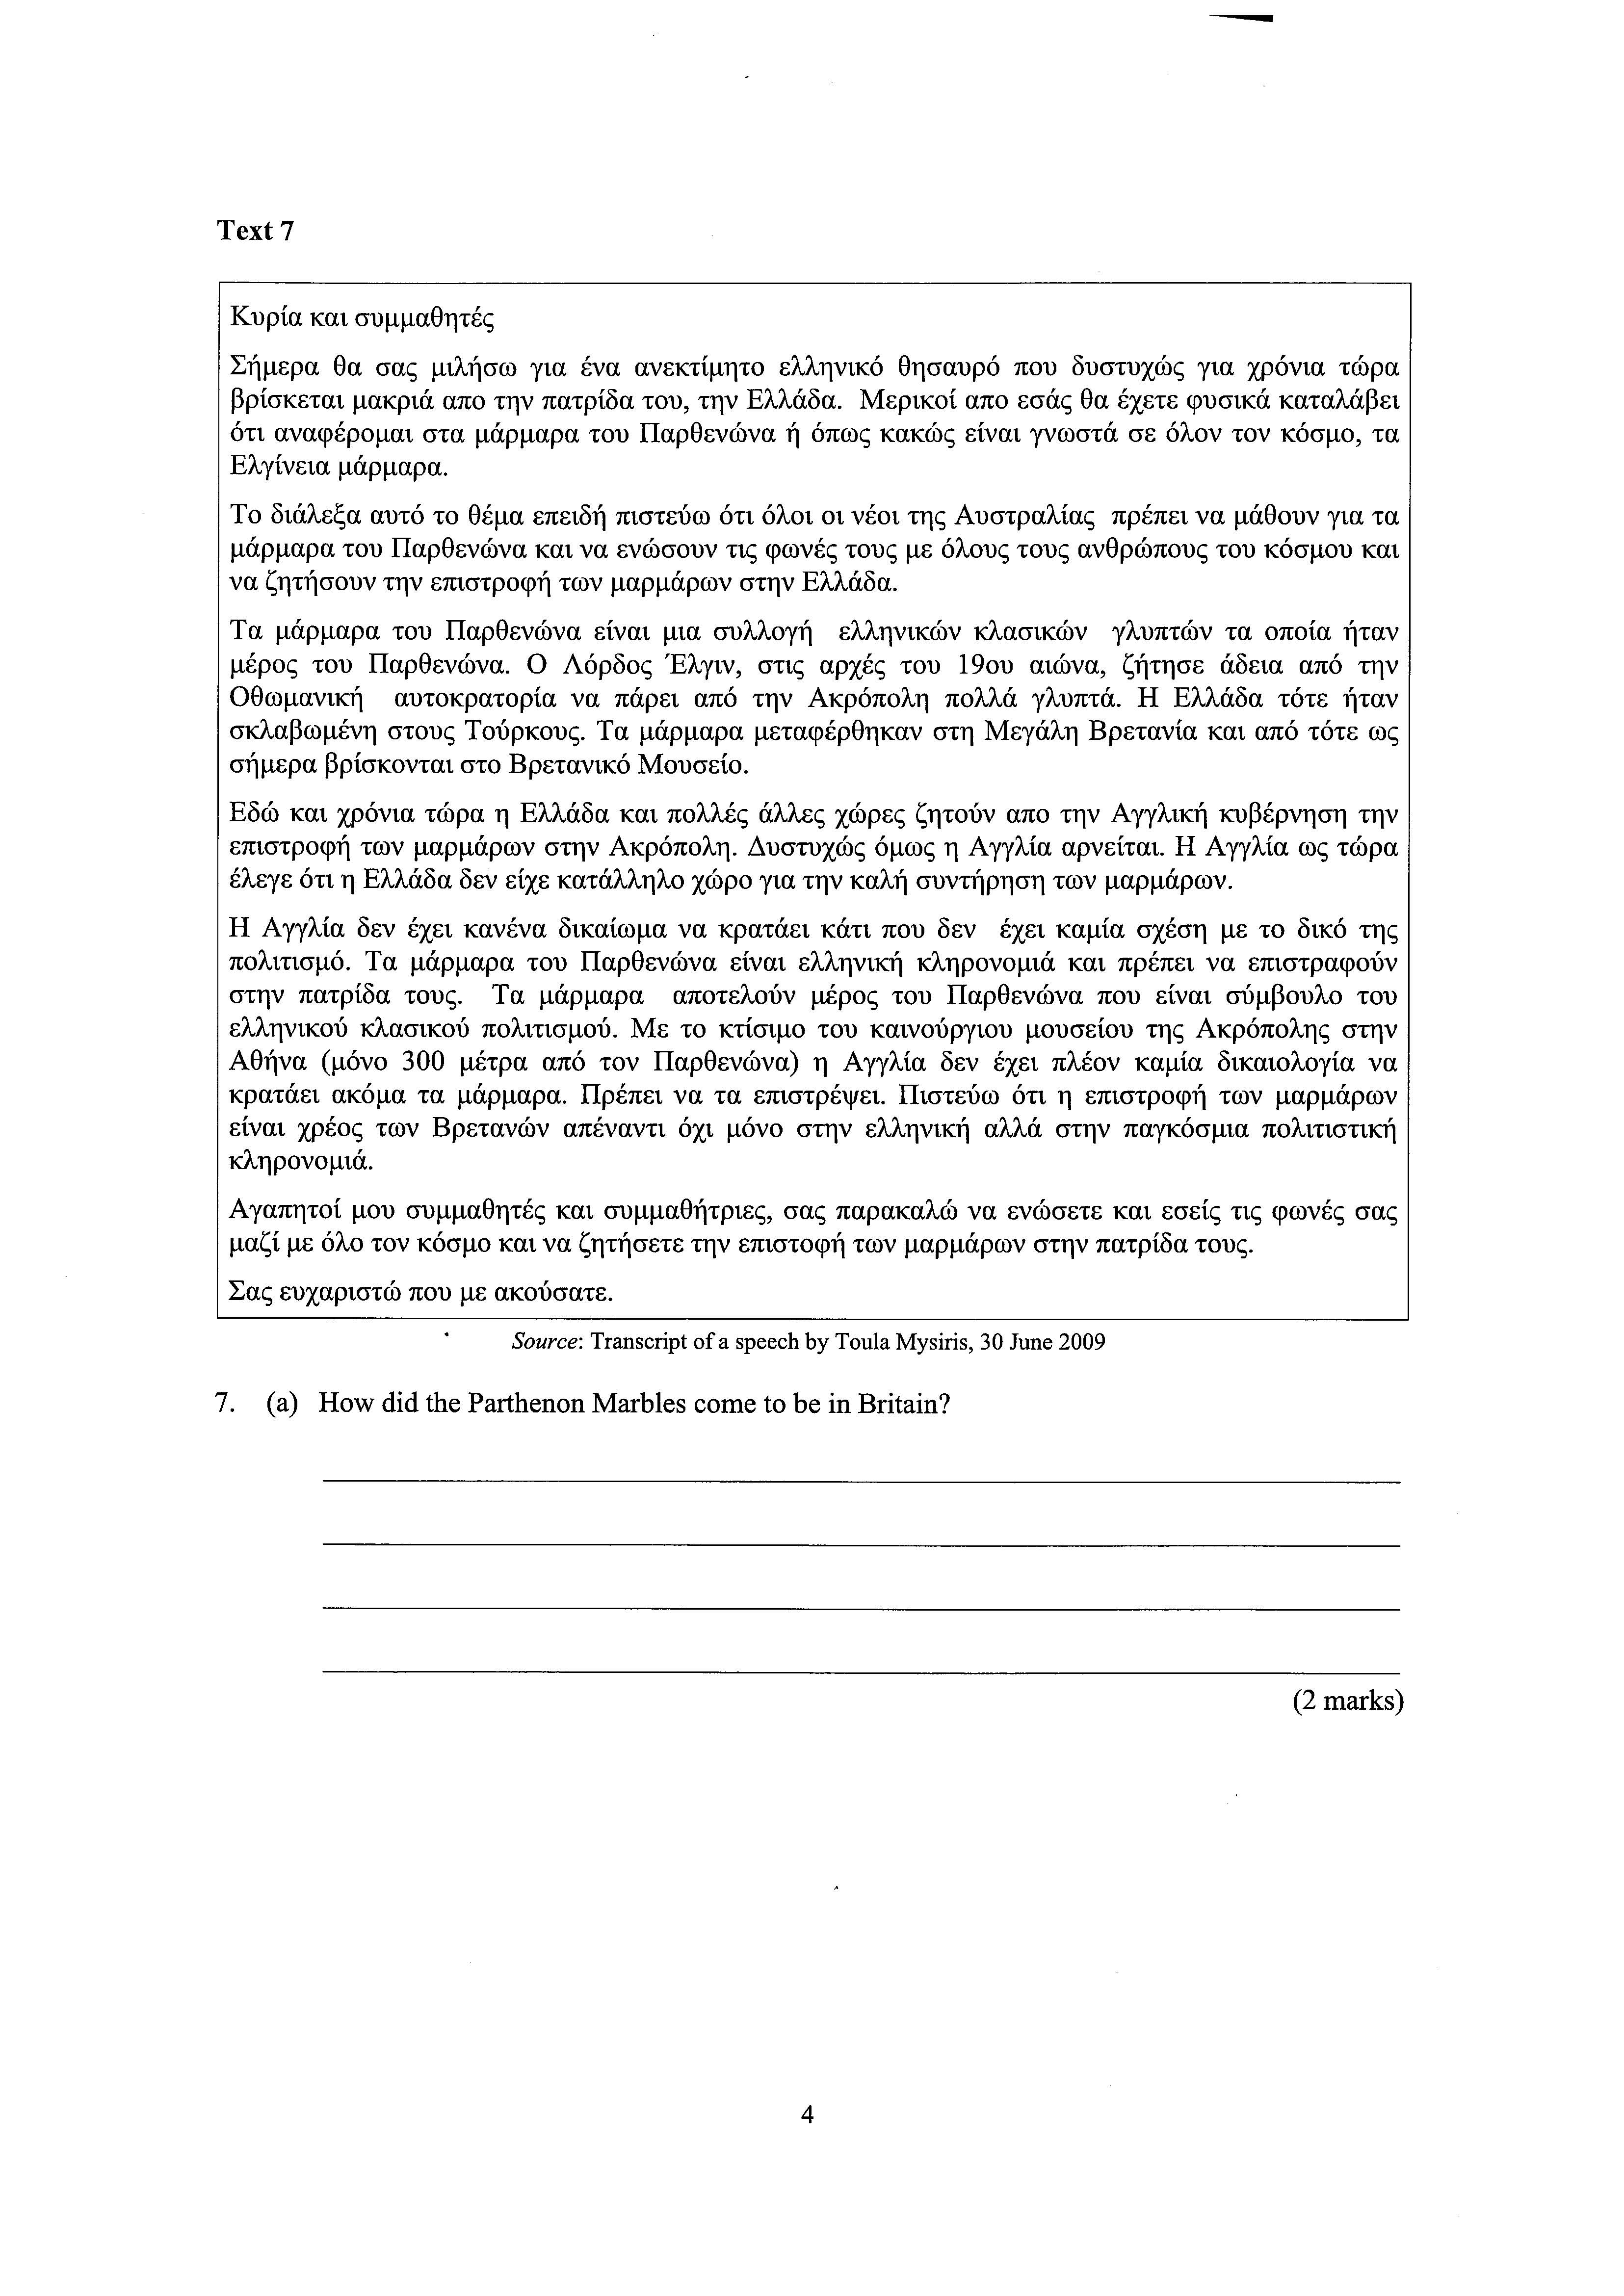 Text 7
Κυρία και συμμαθητές
Σήμερα θα σας μιλήσω για ένα ανεκτίμητο ελληνικό θησαυρό που δυστυχώς για χρόνια τώρα
βρίσκεται μακριά απο την πατρίδα του, την Ελλάδα. Μερικοί απο εσάς θα έχετε φυσικά καταλάβει
ότι αναφέρομαι στα μάρμαρα του Παρθενώνα ή όπως κακώς είναι γνωστά σε όλον τον κόσμο, τα
Ελγίνεια μάρμαρα.
Το διάλεξα αυτό το θέμα επειδή πιστεύω ότι όλοι οι νέοι της Αυστραλίας πρέπει να μάθουν για τα
μάρμαρα του Παρθενώνα και να ενώσουν τις φωνές τους με όλους τους ανθρώπους του κόσμου και
να ζητήσουν την επιστροφή των μαρμάρων στην Ελλάδα.
Τα μάρμαρα του Παρθενώνα είναι μια συλλογή ελληνικών κλασικών γλυπτών τα οποία ήταν
μέρος του Παρθενώνα. Ο Λόρδος Έλγιν, στις αρχές του 19ου αιώνα, ζήτησε άδεια από την
Οθωμανική αυτοκρατορία να πάρει από την Ακρόπολη πολλά γλυπτά. Η Ελλάδα τότε ήταν
σκλαβωμένη στους Τούρκους. Τα μάρμαρα μεταφέρθηκαν στη Μεγάλη Βρετανία και από τότε ως
σήμερα βρίσκονται στο Βρετανικό Μουσείο.
Εδώ και χρόνια τώρα η Ελλάδα και πολλές άλλες χώρες ζητούν απο την Αγγλική κυβέρνηση την
επιστροφή των μαρμάρων στην Ακρόπολη. Δυστυχώς όμως η Αγγλία αρνείται. Η Αγγλία ως τώρα
έλεγε ότι η Ελλάδα δεν είχε κατάλληλο χώρο για την καλή συντήρηση των μαρμάρων.
Η Αγγλία δεν έχει κανένα δικαίωμα να κρατάει κάτι που δεν έχει καμία σχέση με το δικό της
πολιτισμό. Τα μάρμαρα του Παρθενώνα είναι ελληνική κληρονομιά και πρέπει να επιστραφούν
στην πατρίδα τους. Τα μάρμαρα αποτελούν μέρος του Παρθενώνα που είναι σύμβουλο του
ελληνικού κλασικού πολιτισμού. Με το κτίσιμο του καινούργιου μουσείου της Ακρόπολης στην
Αθήνα (μόνο 300 μέτρα από τον Παρθενώνα) η Αγγλία δεν έχει πλέον καμία δικαιολογία να
κρατάει ακόμα τα μάρμαρα. Πρέπει να τα επιστρέψει. Πιστεύω ότι η επιστροφή των μαρμάρων
είναι χρέος των Βρετανών απέναντι όχι μόνο στην ελληνική αλλά στην παγκόσμια πολιτιστική
κληρονομιά.
Αγαπητοί μου συμμαθητές και συμμαθήτριες, σας παρακαλώ να ενώσετε και εσείς τις φωνές σας
μαζί με όλο τον κόσμο και να ζητήσετε την επιστοφή των μαρμάρων στην πατρίδα τους.
Σας ευχαριστώ που με ακούσατε.
Source: Transcript of a speech by Toula Mysiris, 30 June 2009
7. (a) How did the Parthenon Marbles come to be in Britain?
(2 marks)
4